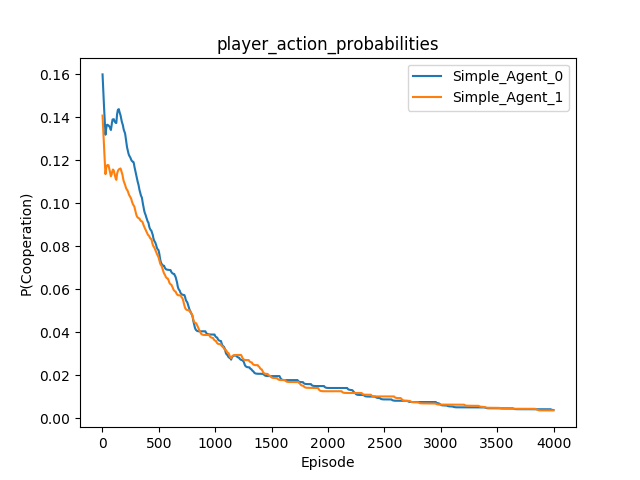 player_action_probabilities
Simple_Agent_0
Simple_Agent_1
P(Cooperation)
0.16
0.14
0.12
0.10
0.08
0.06
0.04
0.02
0.00
0 500 1000 1500 2000 2500 3000 3500 4000
Episode